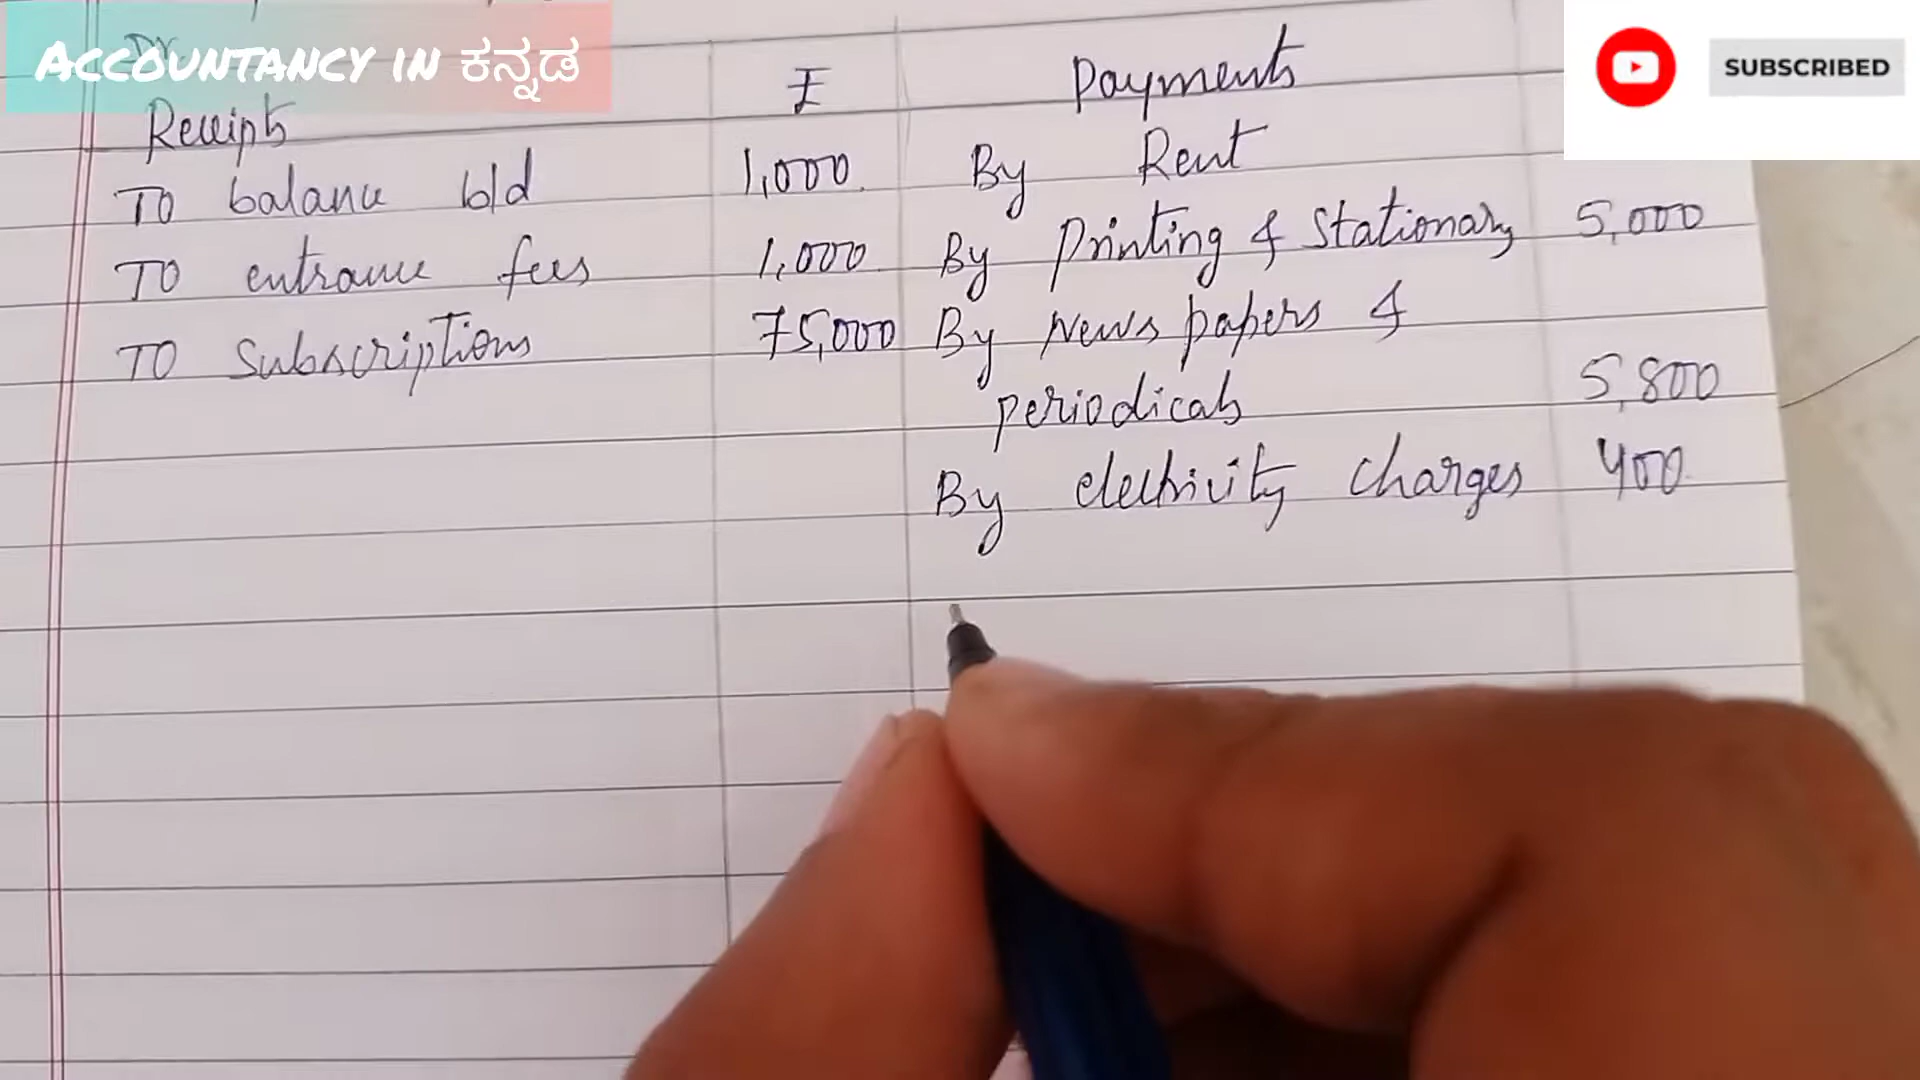 ACCOUNTANCY IN ಕನ್ನಡ
SUBSCRIBED
Dr
Receipts ₹ Payments
To balance b/d 1,000 By Rent
To entrance fees 1,000 By Printing & Stationary 5,000
To Subscriptions 75,000 By News papers &
periodicals 5,800
By electricity charges 400